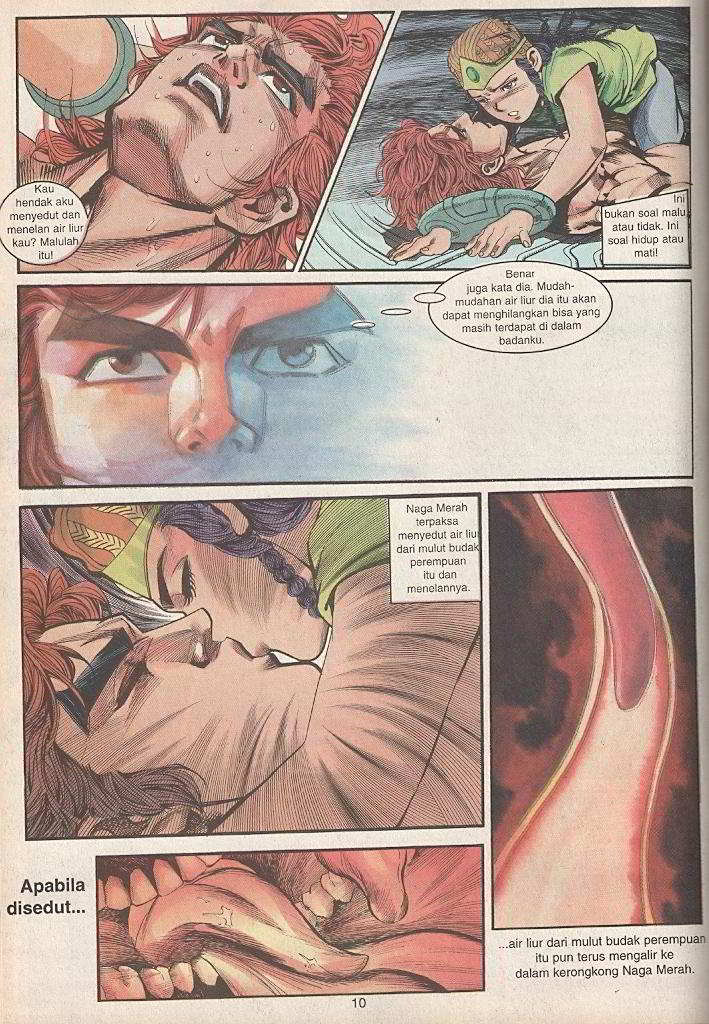 Kau
hendak aku
menyedut dan
menelan air liur
kau? Malulah
itu!
Ini
bukan soal malu
atau tidak. Ini
soal hidup atau
mati!
Benar
juga kata dia. Mudah-
mudahan air liur dia itu akan
dapat menghilangkan bisa yang
masih terdapat di dalam
badanku.
Naga Merah
terpaksa
menyedut air liur
dari mulut budak
perempuan
itu dan
menelannya.
Apabila
disedut...
...air liur dari mulut budak perempuan
itu pun terus mengalir ke
dalam kerongkong Naga Merah.
10